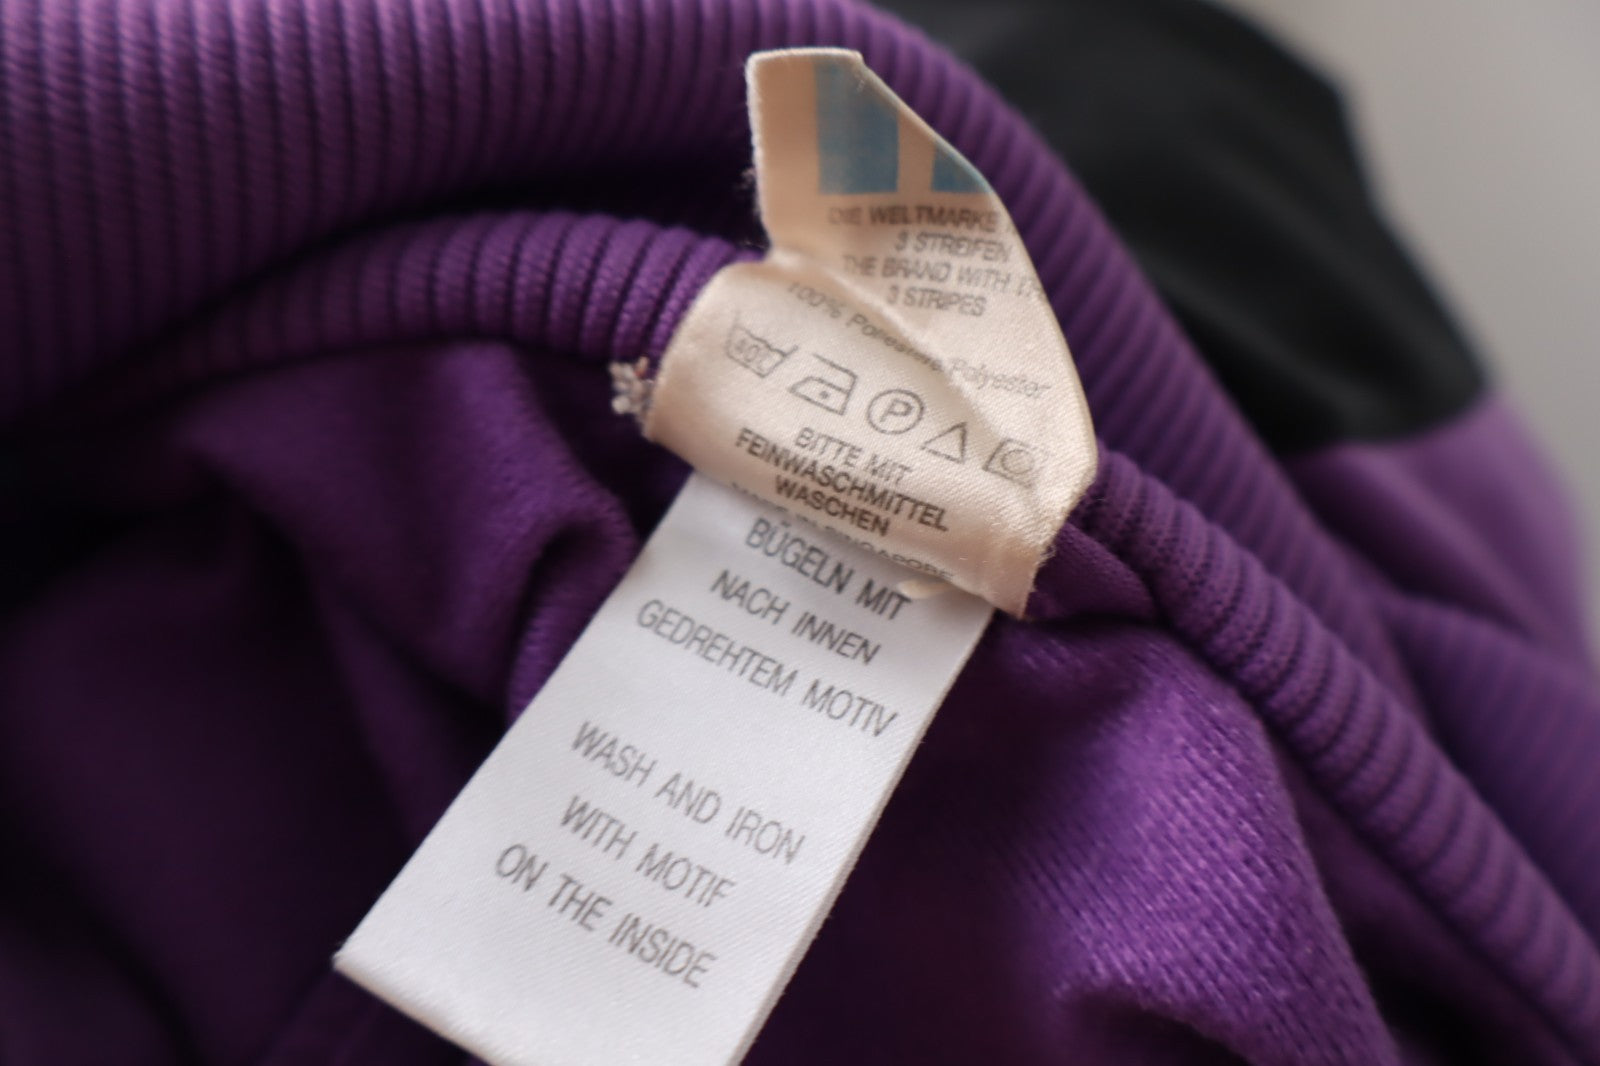 DIE WELTMARKE
3 STREIFEN
THE BRAND WITH
3 STRIPES
100% Polyester
P
BITTE MIT
FEINWASCHMITTEL
WASCHEN
BÜGELN MIT
NACH INNEN
GEDREHTEM MOTIV
WASH AND IRON
WITH MOTIF
ON THE INSIDE